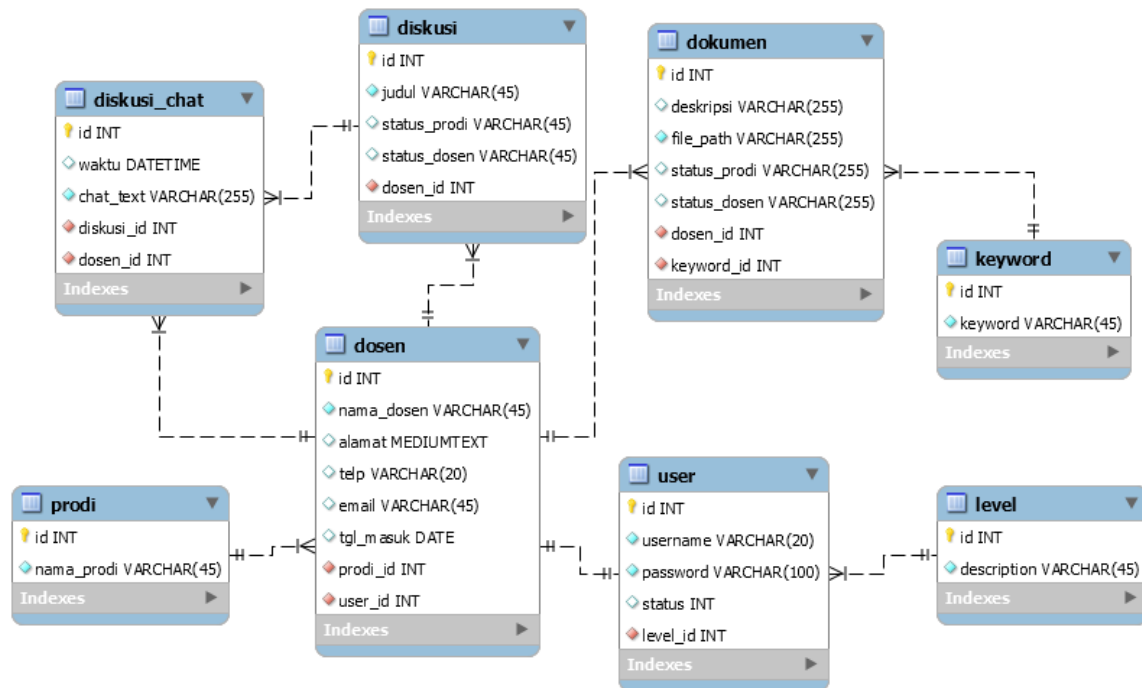 diskusi
id INT
judul VARCHAR(45)
status_prodi VARCHAR(45)
status_dosen VARCHAR(45)
dosen_id INT
Indexes
dokumen
id INT
deskripsi VARCHAR(255)
file_path VARCHAR(255)
status_prodi VARCHAR(255)
status_dosen VARCHAR(255)
dosen_id INT
keyword_id INT
Indexes
diskusi_chat
id INT
waktu DATETIME
chat_text VARCHAR(255)
diskusi_id INT
dosen_id INT
Indexes
keyword
id INT
keyword VARCHAR(45)
Indexes
dosen
id INT
nama_dosen VARCHAR(45)
alamat MEDIUMTEXT
telp VARCHAR(20)
email VARCHAR(45)
tgl_masuk DATE
prodi_id INT
user_id INT
Indexes
prodi
id INT
nama_prodi VARCHAR(45)
Indexes
user
id INT
username VARCHAR(20)
password VARCHAR(100)
status INT
level_id INT
Indexes
level
id INT
description VARCHAR(45)
Indexes